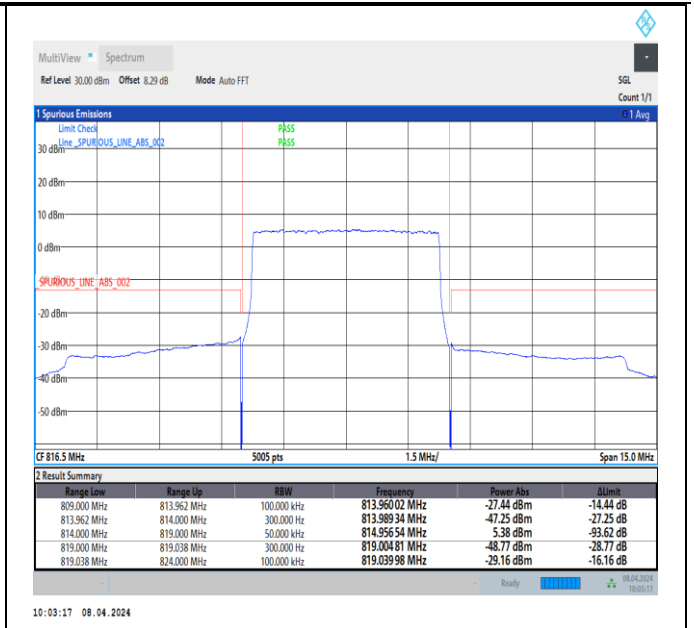 R&S
MultiView Spectrum
Ref Level 30.00 dBm Offset 8.29 dB Mode Auto FFT SGL
Count 1/1
1 Spurious Emissions 1 Avg
Limit Check PASS
Line _SPURIOUS_LINE_ABS_002 PASS
30 dBm
20 dBm
10 dBm
0 dBm
_SPURIOUS_LINE_ABS_002
-20 dBm
-30 dBm
-40 dBm
-50 dBm
CF 816.5 MHz 5005 pts 1.5 MHz/ Span 15.0 MHz
2 Result Summary
Range Low Range Up RBW Frequency Power Abs ΔLimit
809.000 MHz 813.962 MHz 100.000 kHz 813.96002 MHz -27.44 dBm -14.44 dB
813.962 MHz 814.000 MHz 300.000 Hz 813.98934 MHz -47.25 dBm -27.25 dB
814.000 MHz 819.000 MHz 50.000 kHz 814.95654 MHz 5.38 dBm -93.62 dB
819.000 MHz 819.038 MHz 300.000 Hz 819.00481 MHz -48.77 dBm -28.77 dB
819.038 MHz 824.000 MHz 100.000 kHz 819.03998 MHz -29.16 dBm -16.16 dB
Ready 08.04.2024
10:03:17
10:03:17 08.04.2024